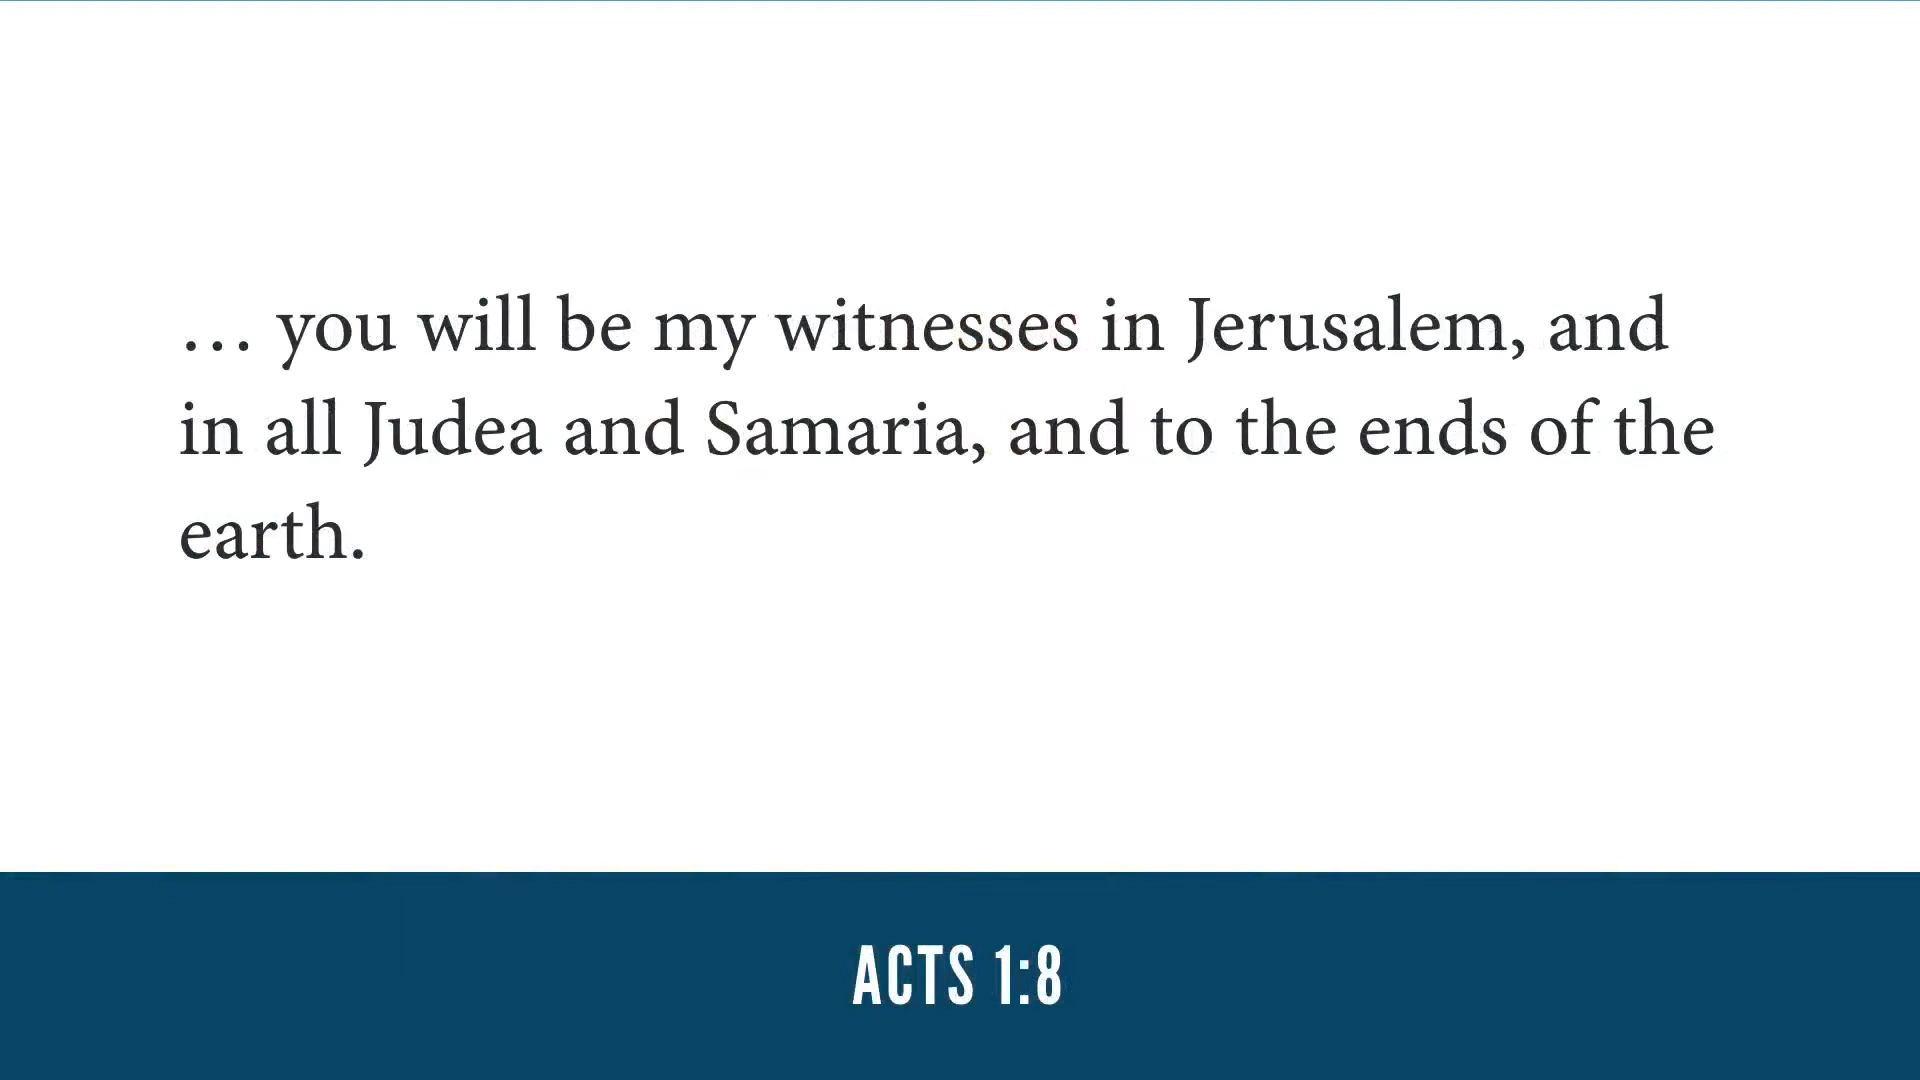 … you will be my witnesses in Jerusalem, and
in all Judea and Samaria, and to the ends of the
earth.
ACTS 1:8